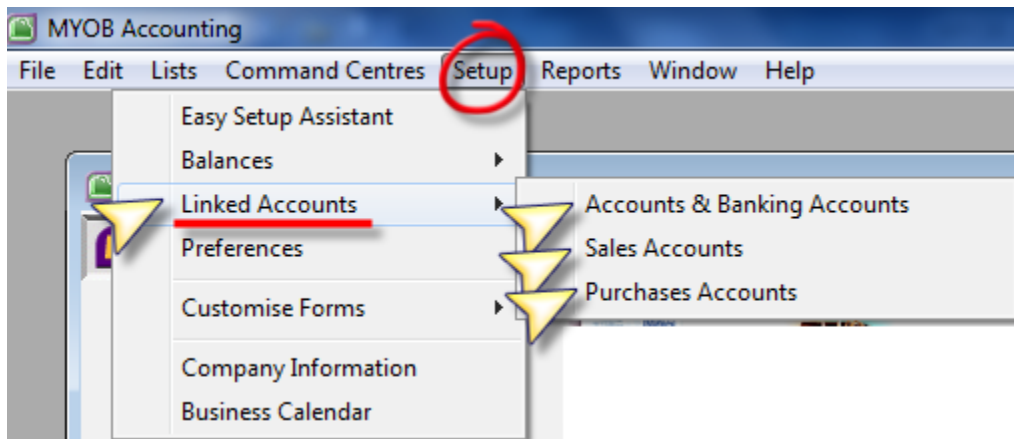 MYOB Accounting
File Edit Lists Command Centres Setup Reports Window Help
Easy Setup Assistant
Balances
Linked Accounts
Preferences
Customise Forms
Company Information
Business Calendar
Accounts & Banking Accounts
Sales Accounts
Purchases Accounts